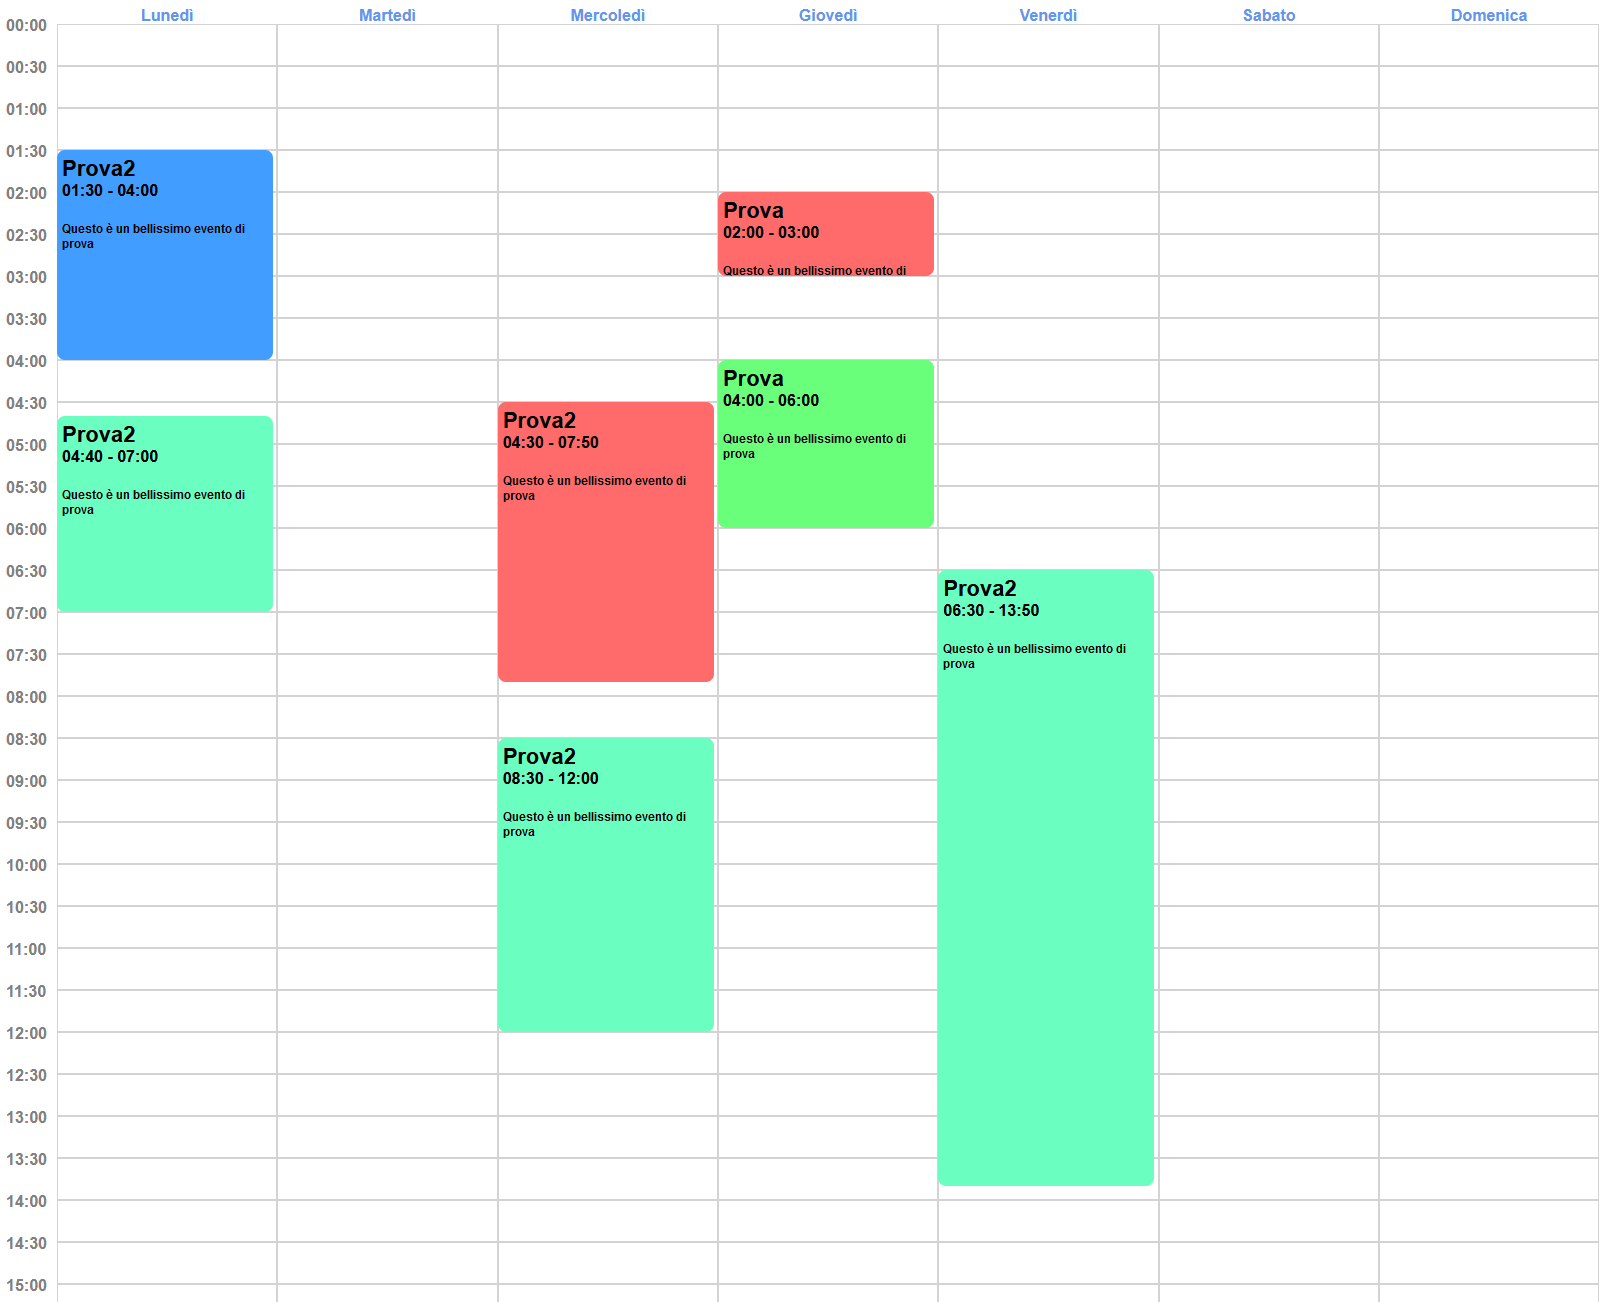 Lunedì Martedì Mercoledì Giovedì Venerdì Sabato Domenica
00:00
00:30
01:00
01:30
Prova2
01:30 - 04:00
Questo è un bellissimo evento di
prova
02:00
Prova
02:00 - 03:00
Questo è un bellissimo evento di
02:30
03:00
03:30
04:00
Prova
04:00 - 06:00
Questo è un bellissimo evento di
prova
04:30
Prova2
04:30 - 07:50
Questo è un bellissimo evento di
prova
Prova2
04:40 - 07:00
Questo è un bellissimo evento di
prova
05:00
05:30
06:00
06:30
Prova2
06:30 - 13:50
Questo è un bellissimo evento di
prova
07:00
07:30
08:00
08:30
Prova2
08:30 - 12:00
Questo è un bellissimo evento di
prova
09:00
09:30
10:00
10:30
11:00
11:30
12:00
12:30
13:00
13:30
14:00
14:30
15:00